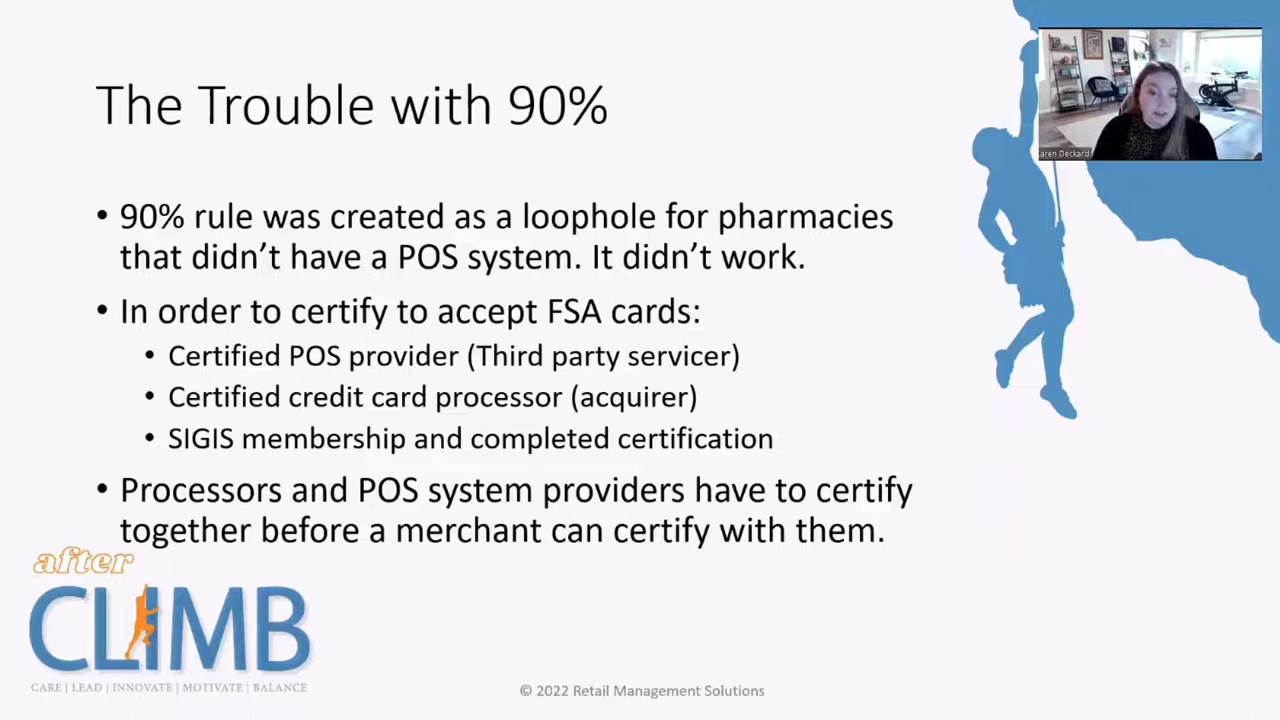 The Trouble with 90%
• 90% rule was created as a loophole for pharmacies
that didn’t have a POS system. It didn’t work.
• In order to certify to accept FSA cards:
• Certified POS provider (Third party servicer)
• Certified credit card processor (acquirer)
• SIGIS membership and completed certification
• Processors and POS system providers have to certify
together before a merchant can certify with them.
after
CLIMB
CARE | LEAD | INNOVATE | MOTIVATE | BALANCE
© 2022 Retail Management Solutions
aren Deckard